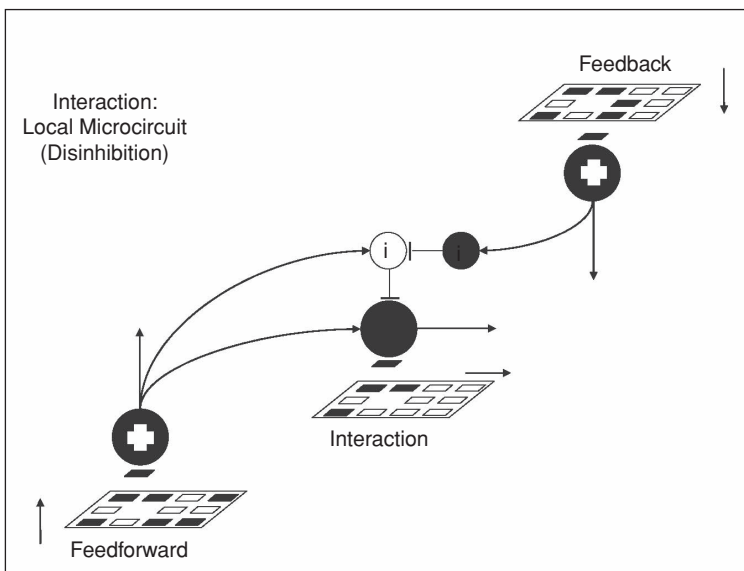 Feedback
Interaction:
Local Microcircuit
(Disinhibition)
i
i
Interaction
Feedforward